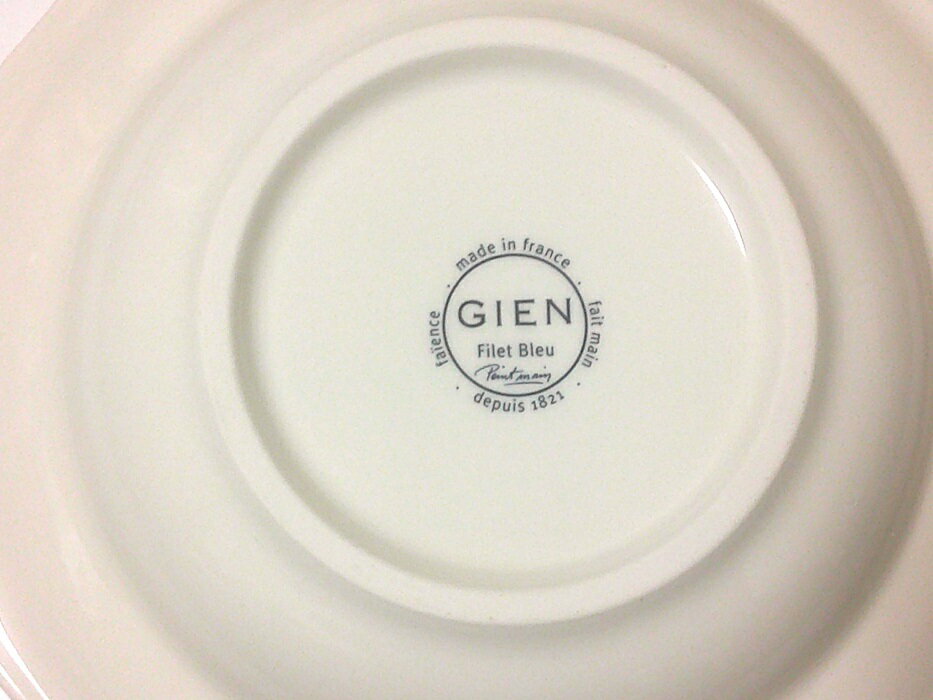 made in france
GIEN
Filet Bleu
Peint main
fait main
depuis 1821
faïence